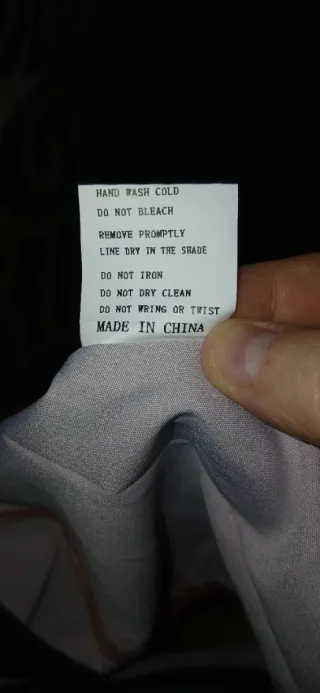 HAND WASH COLD
DO NOT BLEACH
REMOVE PROMPTLY
LINE DRY IN THE SHADE
DO NOT IRON
DO NOT DRY CLEAN
DO NOT WRING OR TWIST
MADE IN CHINA